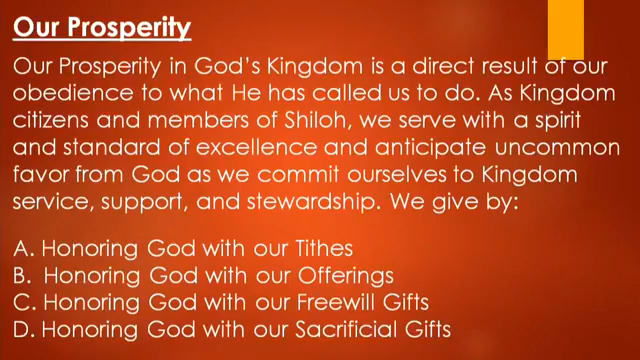 Our Prosperity
Our Prosperity in God's Kingdom is a direct result of our
obedience to what He has called us to do. As Kingdom
citizens and members of Shiloh, we serve with a spirit
and standard of excellence and anticipate uncommon
favor from God as we commit ourselves to Kingdom
service, support, and stewardship. We give by:
A. Honoring God with our Tithes
B. Honoring God with our Offerings
C. Honoring God with our Freewill Gifts
D. Honoring God with our Sacrificial Gifts